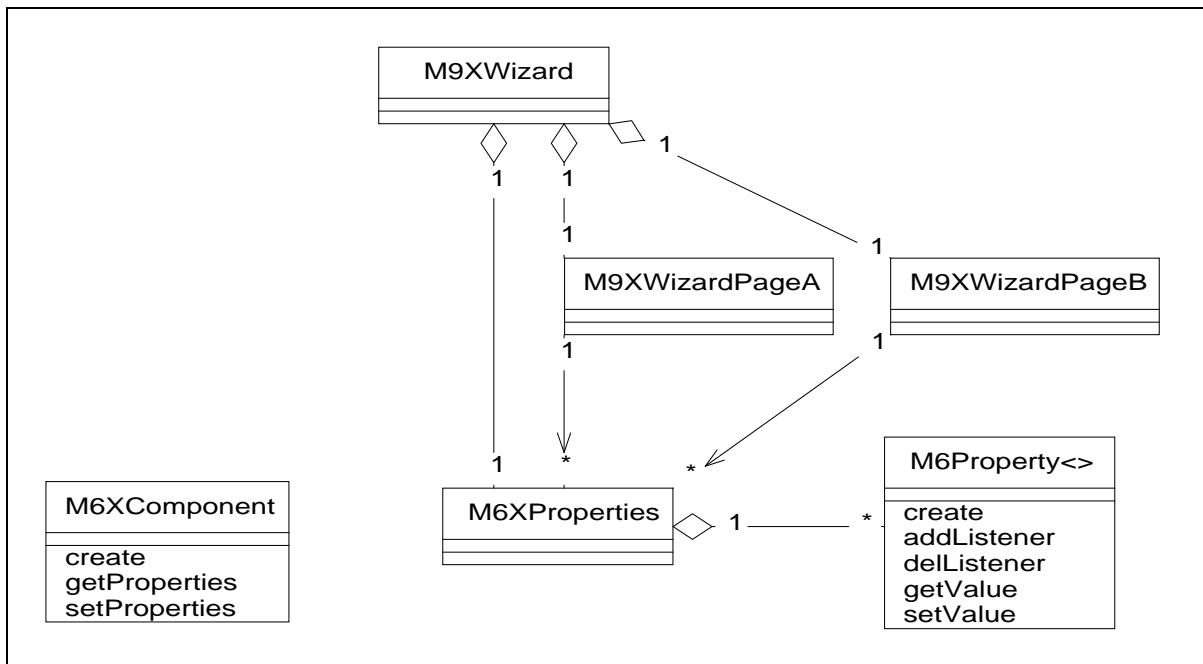 M9XWizard
1
1 1
1
1
M9XWizardPageA
M9XWizardPageB
1
1
1
*
*
M6Property<>
create
addListener
delListener
getValue
setValue
M6XProperties
1
*
M6XComponent
create
getProperties
setProperties